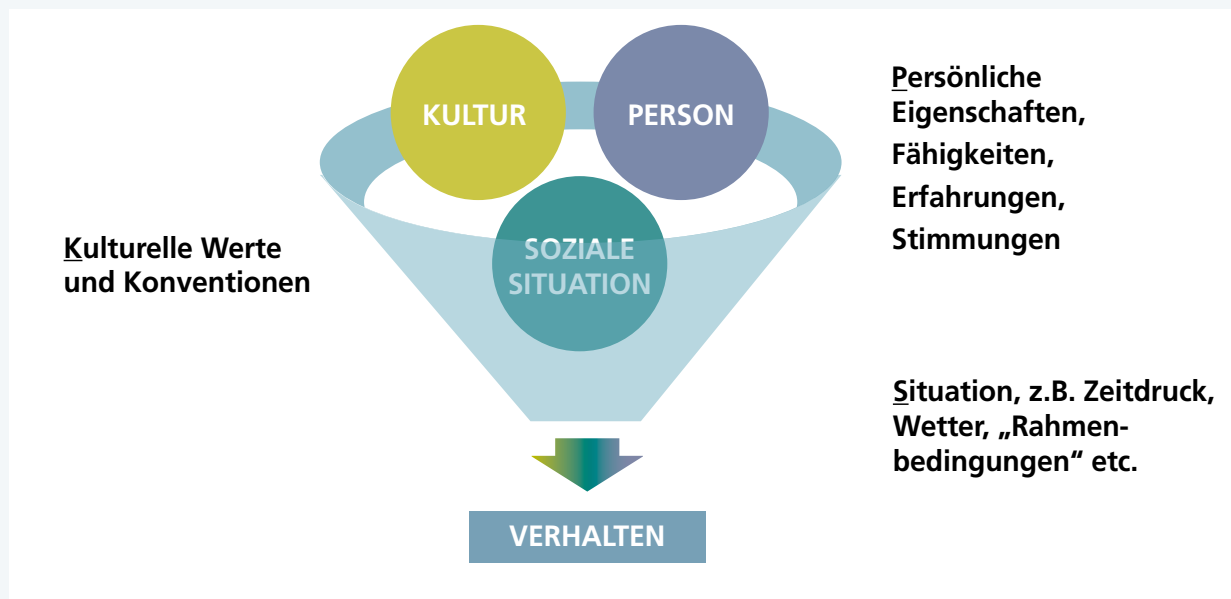 KULTUR
PERSON
SOZIALE
SITUATION
Kulturelle Werte
und Konventionen
Persönliche
Eigenschaften,
Fähigkeiten,
Erfahrungen,
Stimmungen
Situation, z.B. Zeitdruck,
Wetter, „Rahmen-
bedingungen“ etc.
VERHALTEN